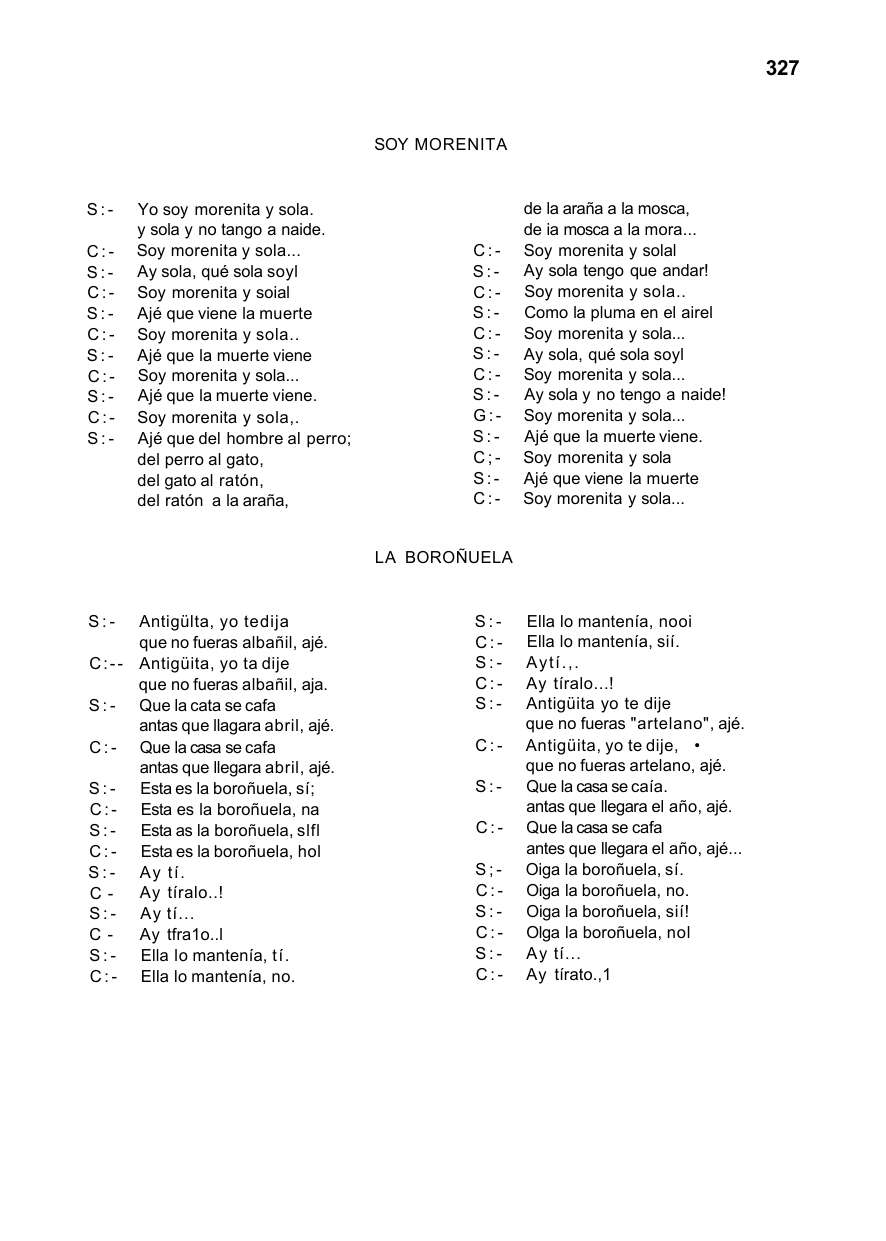 327
SOY MORENITA
S:- Yo soy morenita y sola.
y sola y no tango a naide.
C:- Soy morenita y sola...
S:- Ay sola, qué sola soyl
C:- Soy morenita y soial
S:- Ajé que viene la muerte
C:- Soy morenita y sola..
S:- Ajé que la muerte viene
C:- Soy morenita y sola...
S:- Ajé que la muerte viene.
C:- Soy morenita y sola,.
S:- Ajé que del hombre al perro;
del perro al gato,
del gato al ratón,
del ratón a la araña,
de la araña a la mosca,
de ia mosca a la mora...
C:- Soy morenita y solal
S:- Ay sola tengo que andar!
C:- Soy morenita y sola..
S:- Como la pluma en el airel
C:- Soy morenita y sola...
S:- Ay sola, qué sola soyl
C:- Soy morenita y sola...
S:- Ay sola y no tengo a naide!
G:- Soy morenita y sola...
S:- Ajé que la muerte viene.
C;- Soy morenita y sola
S:- Ajé que viene la muerte
C:- Soy morenita y sola...
LA BOROÑUELA
S:- Antigülta, yo tedija
que no fueras albañil, ajé.
C:-- Antigüita, yo ta dije
que no fueras albañil, aja.
S:- Que la cata se cafa
antas que llagara abril, ajé.
C:- Que la casa se cafa
antas que llegara abril, ajé.
S:- Esta es la boroñuela, sí;
C:- Esta es la boroñuela, na
S:- Esta as la boroñuela, slfl
C:- Esta es la boroñuela, hol
S:- Ay tí.
C - Ay tíralo..!
S:- Ay tí...
C - Ay tfra1o..l
S:- Ella lo mantenía, tí.
C:- Ella lo mantenía, no.
S:- Ella lo mantenía, nooi
C:- Ella lo mantenía, sií.
S:- Aytí.,.
C:- Ay tíralo...!
S:- Antigüita yo te dije
que no fueras "artelano", ajé.
C:- Antigüita, yo te dije, •
que no fueras artelano, ajé.
S:- Que la casa se caía.
antas que llegara el año, ajé.
C:- Que la casa se cafa
antes que llegara el año, ajé...
S;- Oiga la boroñuela, sí.
C:- Oiga la boroñuela, no.
S:- Oiga la boroñuela, sií!
C:- Olga la boroñuela, nol
S:- Ay tí...
C:- Ay tírato.,1